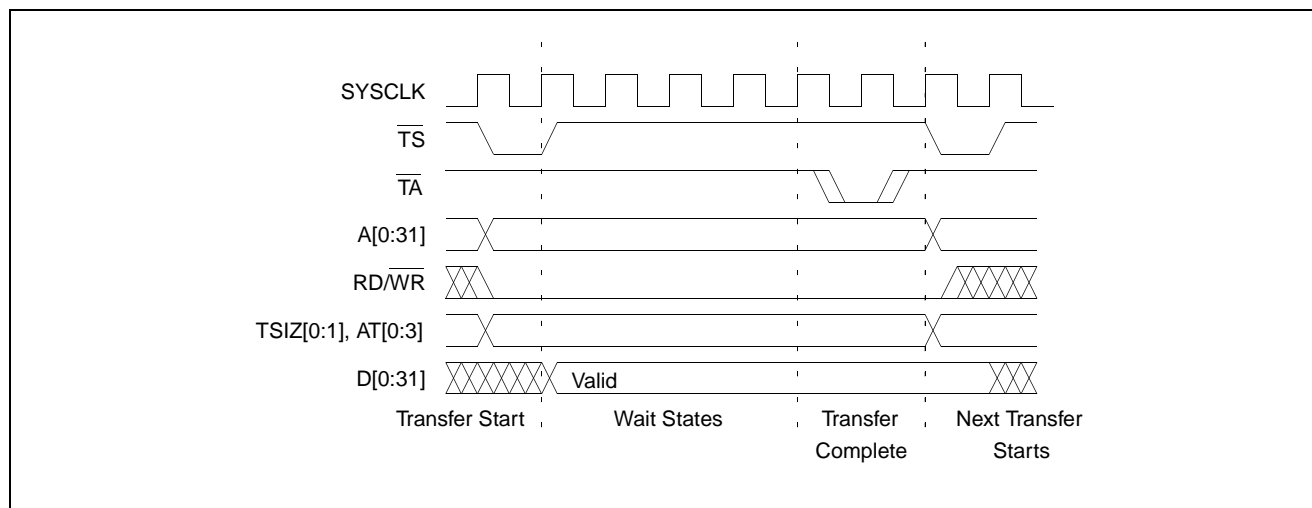 SYSCLK
TS
TA
A[0:31]
RD/WR
TSIZ[0:1], AT[0:3]
D[0:31]
Valid
Transfer Start
Wait States
Transfer
Complete
Next Transfer
Starts